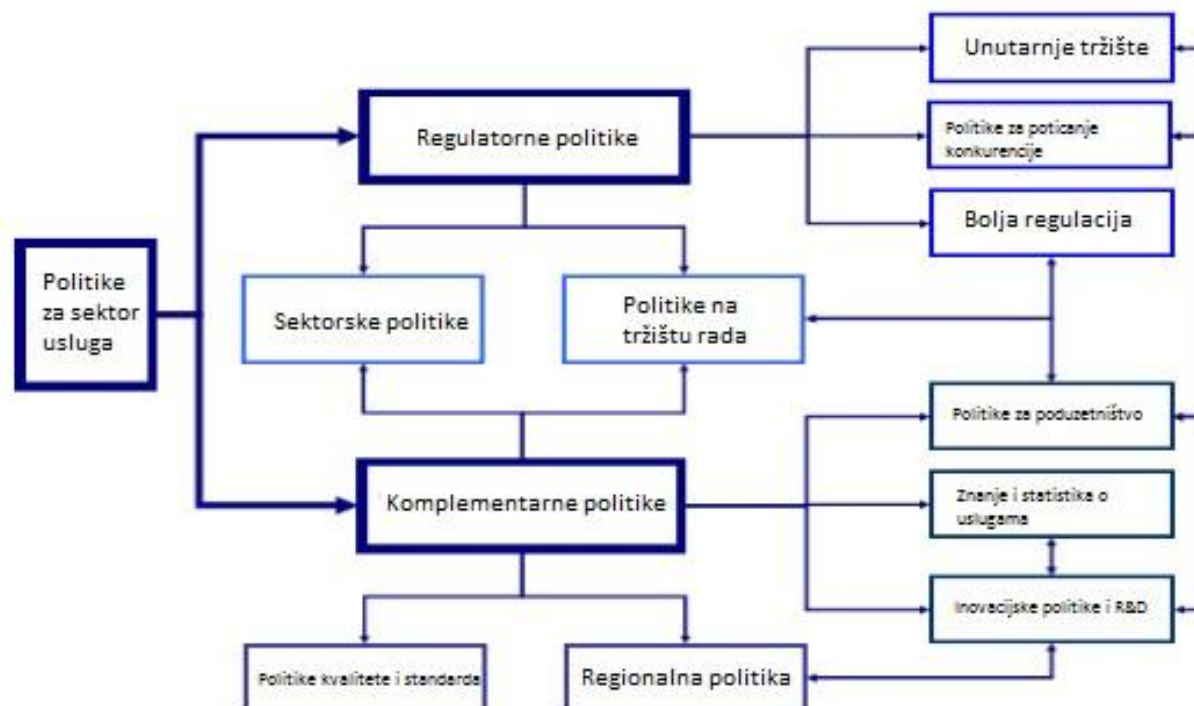 Unutarnje tržište
Regulatorne politike
Politike za poticanje
konkurencije
Bolja regulacija
Politike
za sektor
usluga
Sektorske politike
Politike na
tržištu rada
Politike za poduzetništvo
Komplementarne politike
Znanje i statistika o
uslugama
Inovacijske politike i R&D
Politike kvalitete i standarda
Regionalna politika